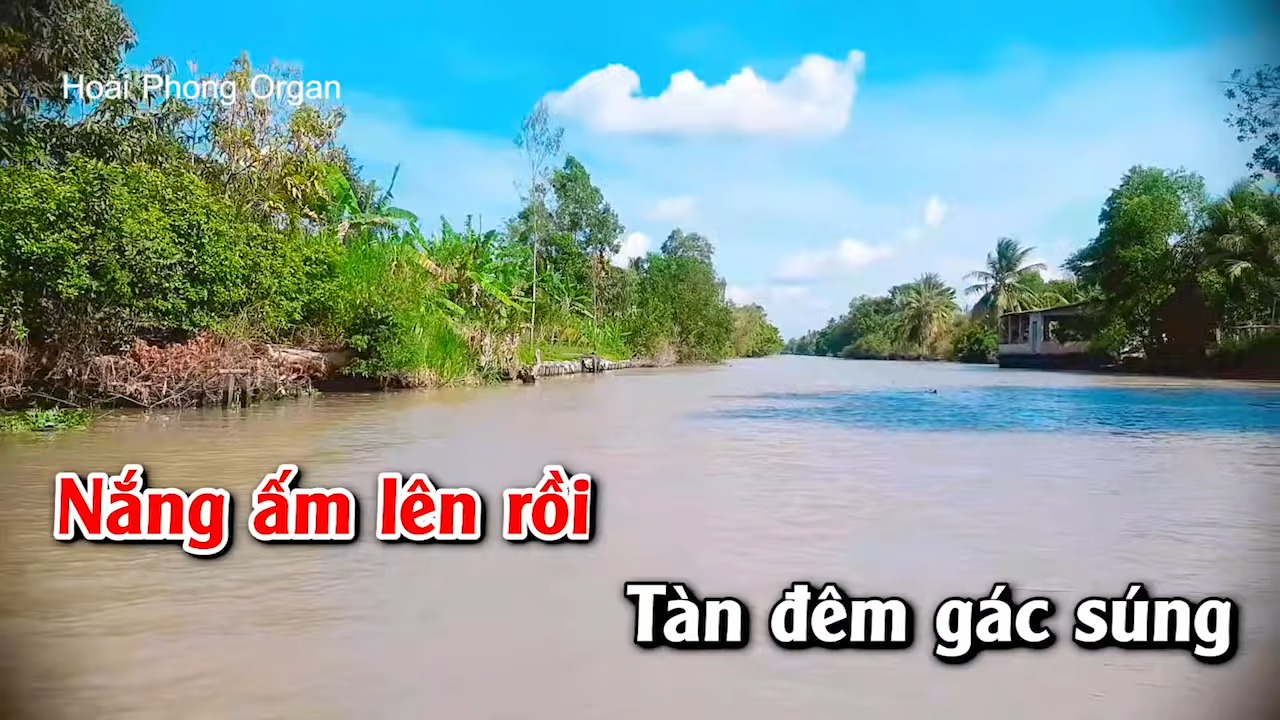 Hoài Phong Organ
Nắng ấm lên rồi
Tàn đêm gác súng